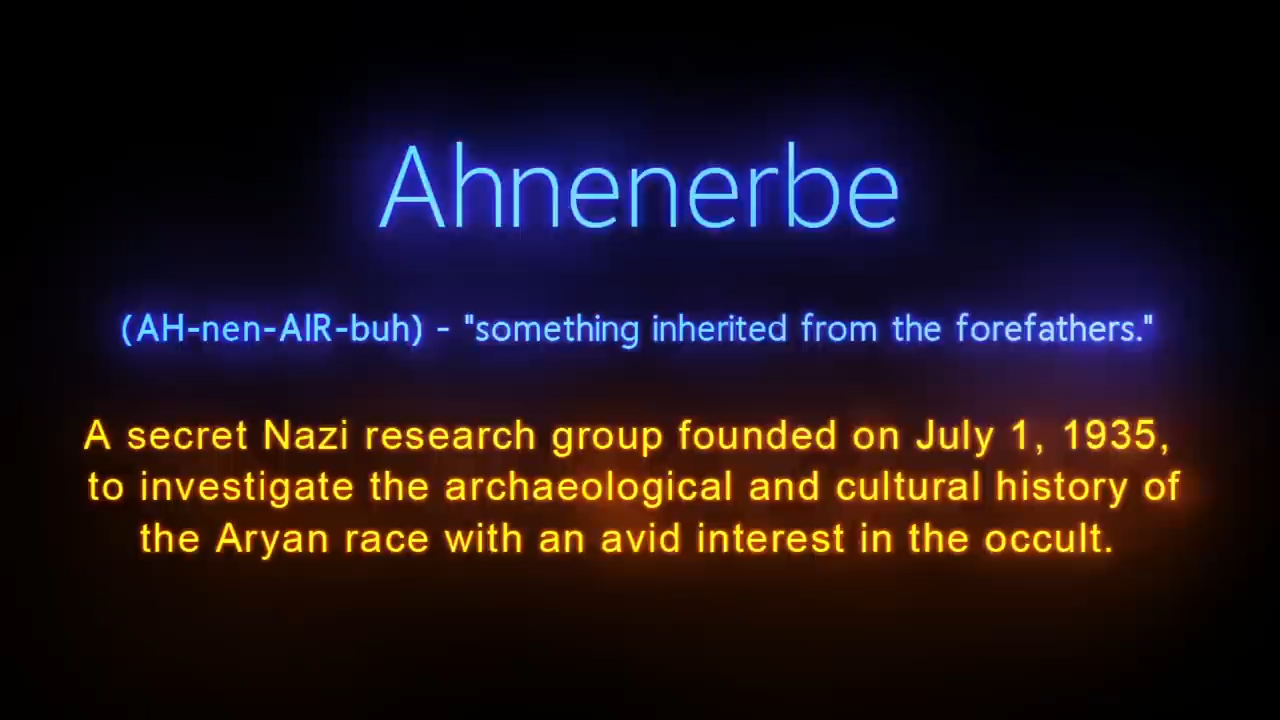 Ahnenerbe
(AH-nen-AIR-buh) - "something inherited from the forefathers."
A secret Nazi research group founded on July 1, 1935,
to investigate the archaeological and cultural history of
the Aryan race with an avid interest in the occult.